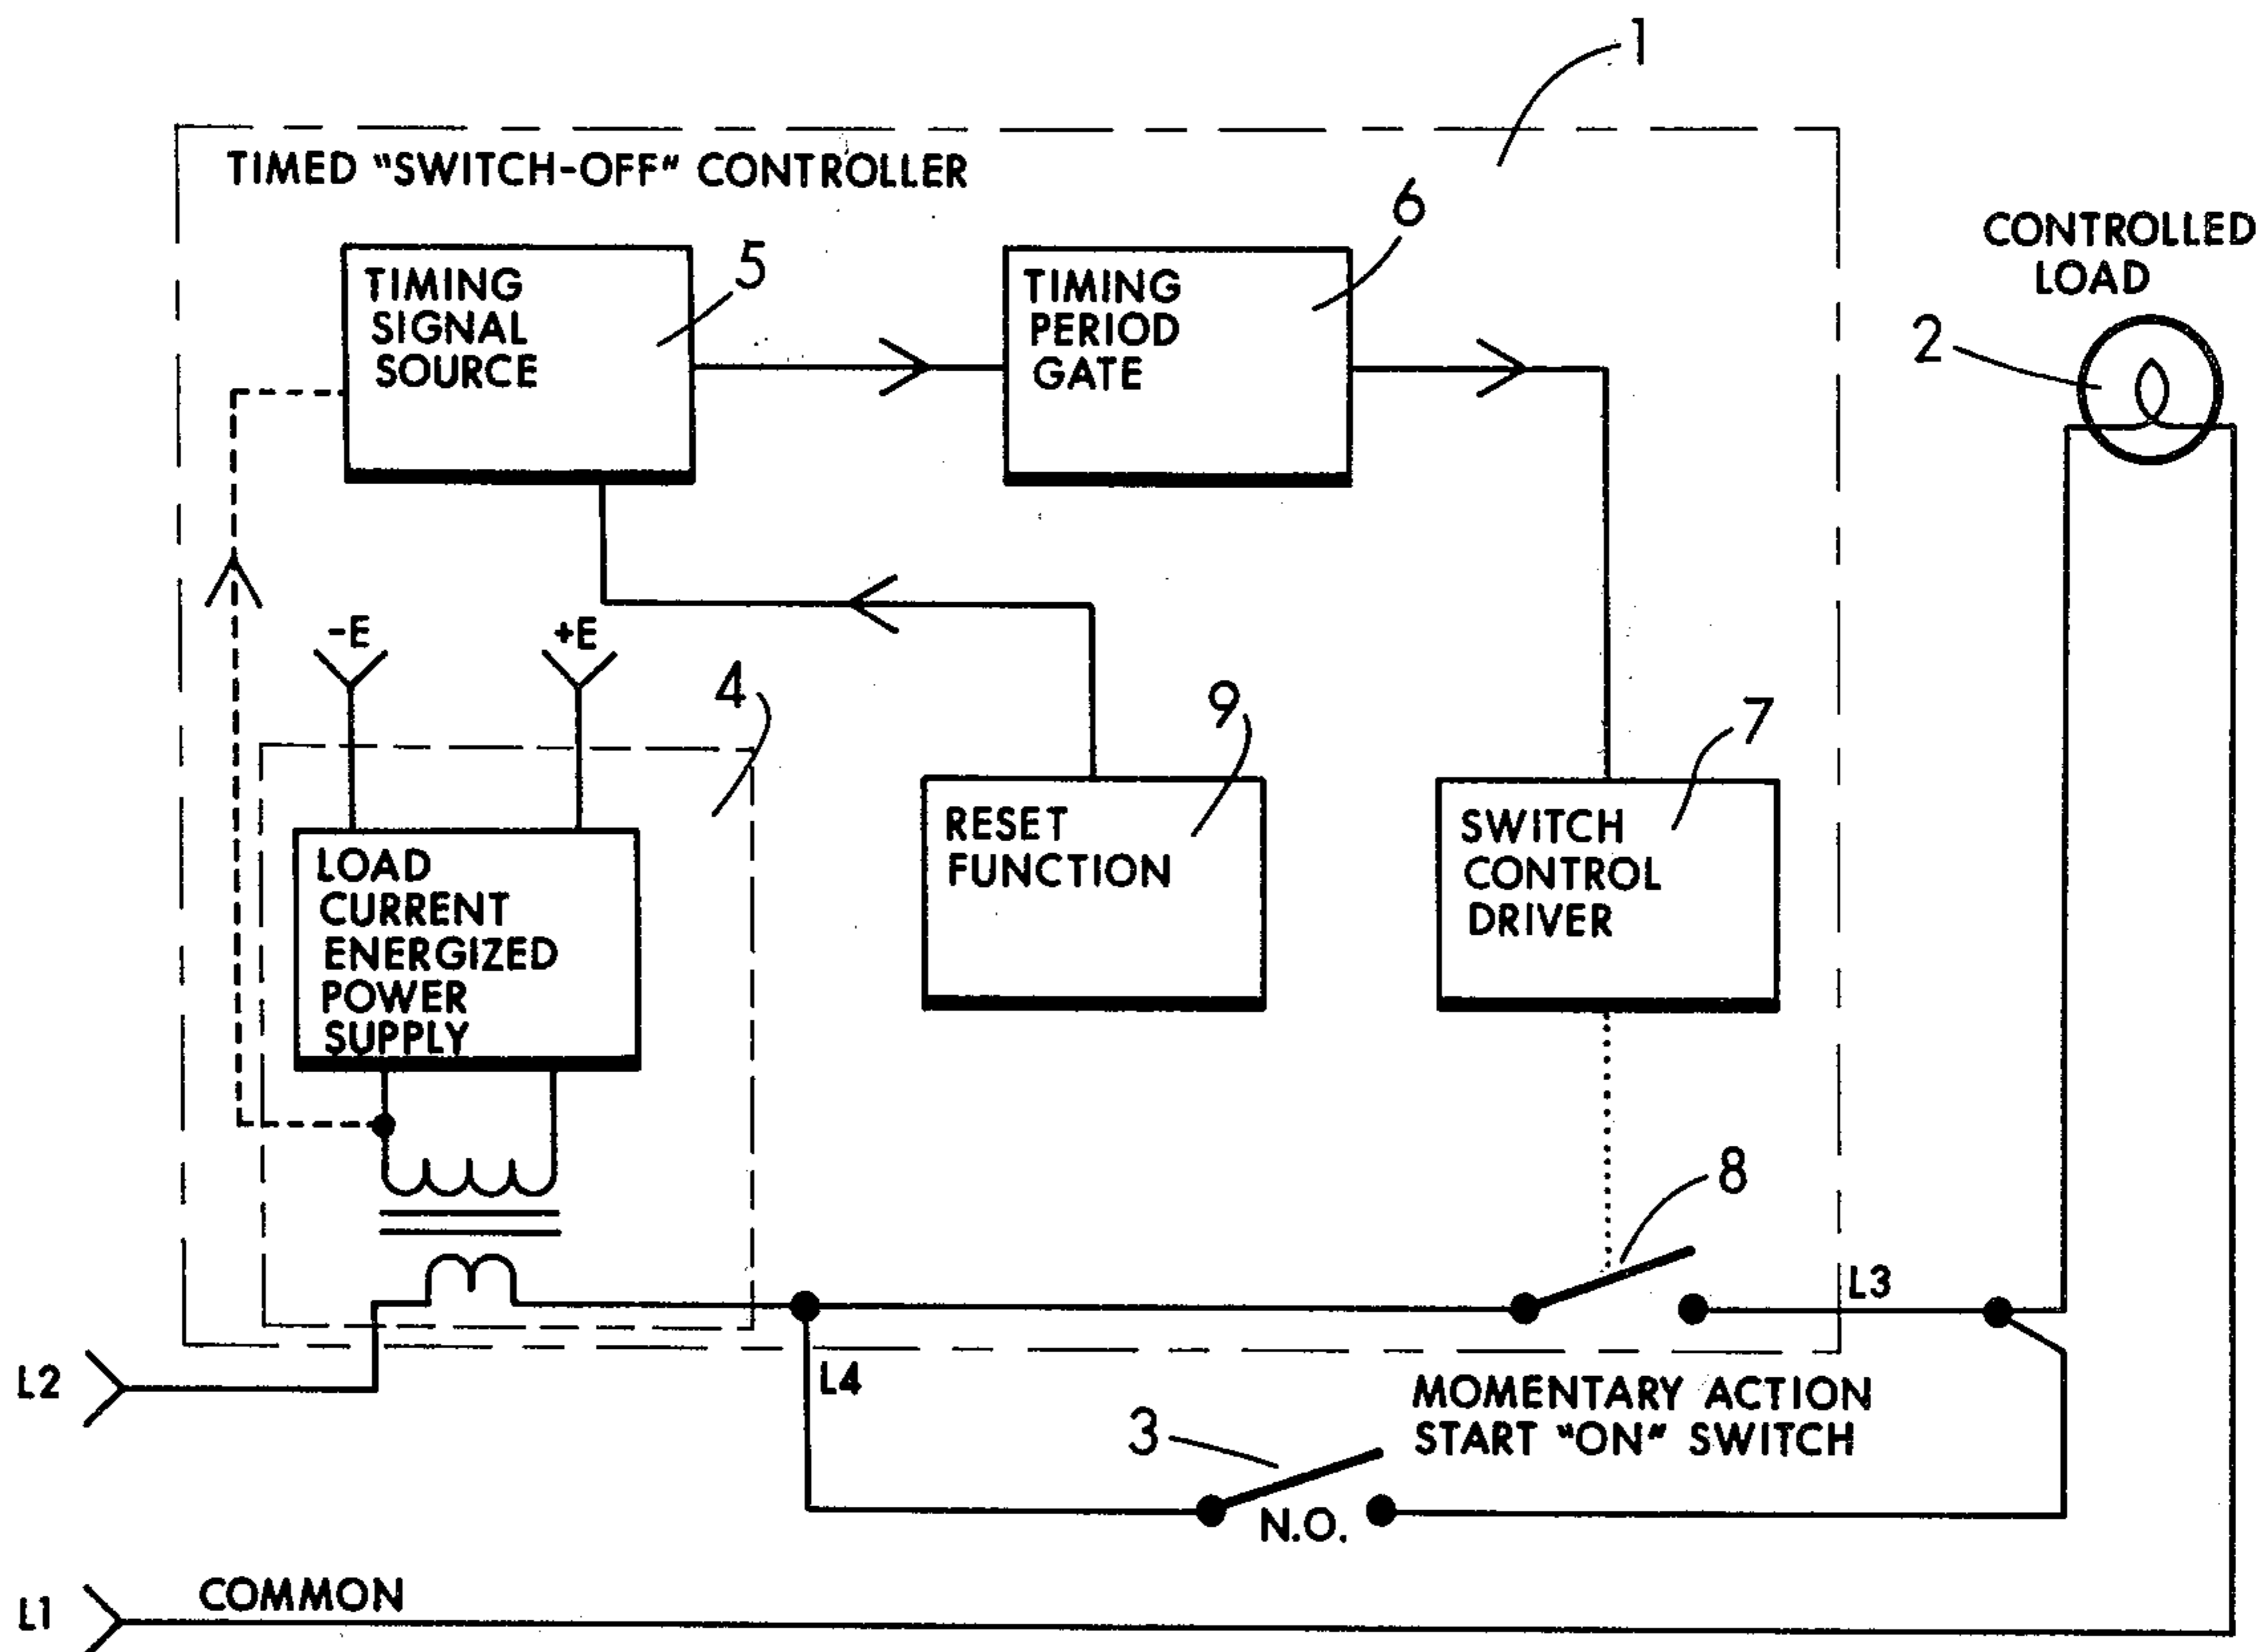 1
TIMED "SWITCH-OFF" CONTROLLER
6
CONTROLLED
LOAD
5
TIMING
SIGNAL
SOURCE
TIMING
PERIOD
GATE
2
-E
+E
4
9
7
LOAD
CURRENT
ENERGIZED
POWER
SUPPLY
RESET
FUNCTION
SWITCH
CONTROL
DRIVER
8
L3
L2
L4
MOMENTARY ACTION
START "ON" SWITCH
3
N.O.
L1
COMMON